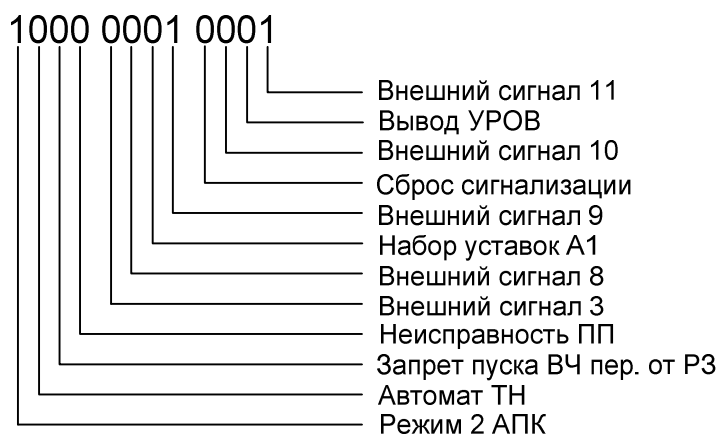 1000 0001 0001
Внешний сигнал 11
Вывод УРОВ
Внешний сигнал 10
Сброс сигнализации
Внешний сигнал 9
Набор уставок А1
Внешний сигнал 8
Внешний сигнал 3
Неисправность ПП
Запрет пуска ВЧ пер. от РЗ
Автомат ТН
Режим 2 АПК